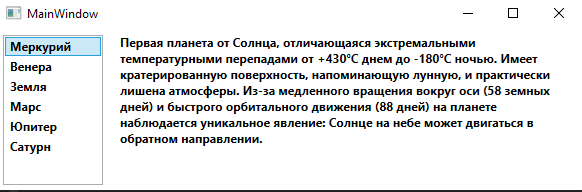 MainWindow
Меркурий
Венера
Земля
Марс
Юпитер
Сатурн
Первая планета от Солнца, отличающаяся экстремальными
температурными перепадами от +430°C днем до -180°C ночью. Имеет
кратерированную поверхность, напоминающую лунную, и практически
лишена атмосферы. Из-за медленного вращения вокруг оси (58 земных
дней) и быстрого орбитального движения (88 дней) на планете
наблюдается уникальное явление: Солнце на небе может двигаться в
обратном направлении.